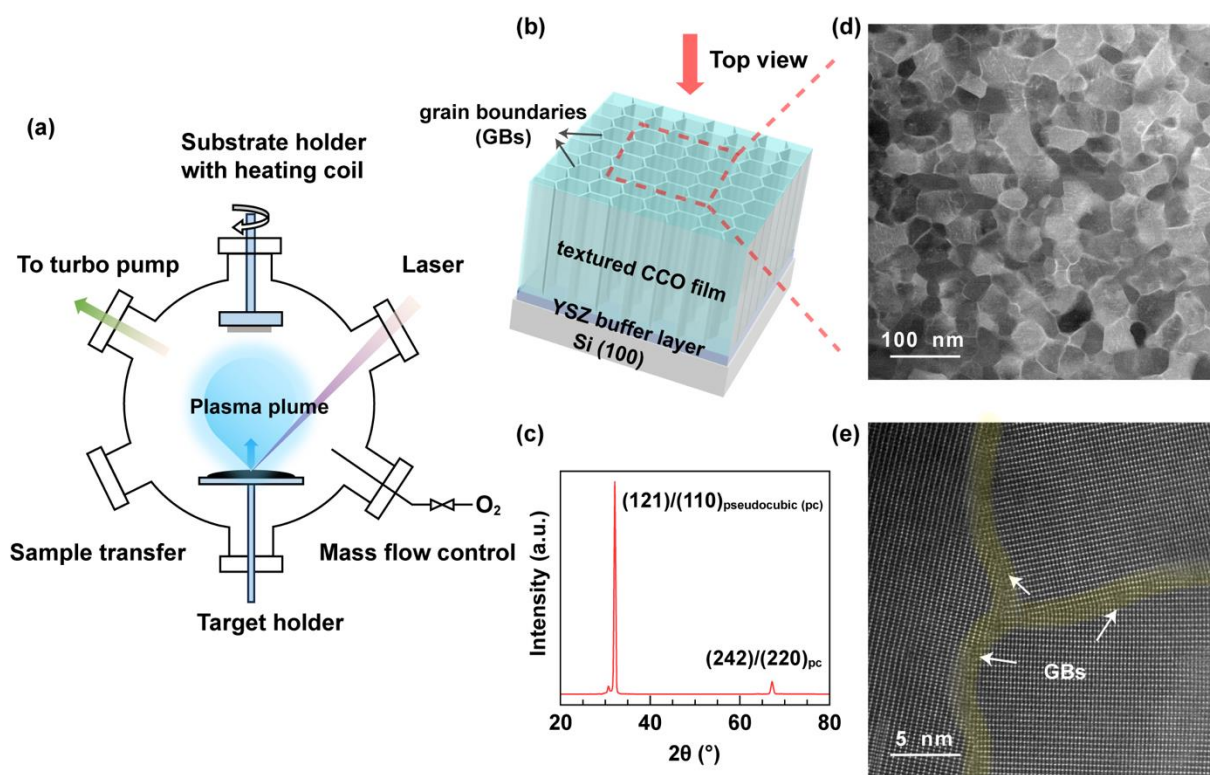 (a)
Substrate holder
with heating coil
To turbo pump
Laser
Plasma plume
O₂
Sample transfer
Mass flow control
Target holder
(b)
Top view
grain boundaries
(GBs)
textured CCO film
YSZ buffer layer
Si (100)
(c)
Intensity (a.u.)
(121)/(110)pseudocubic (pc)
(242)/(220)pc
20 40 60 80
2θ (°)
(d)
100 nm
(e)
GBs
5 nm